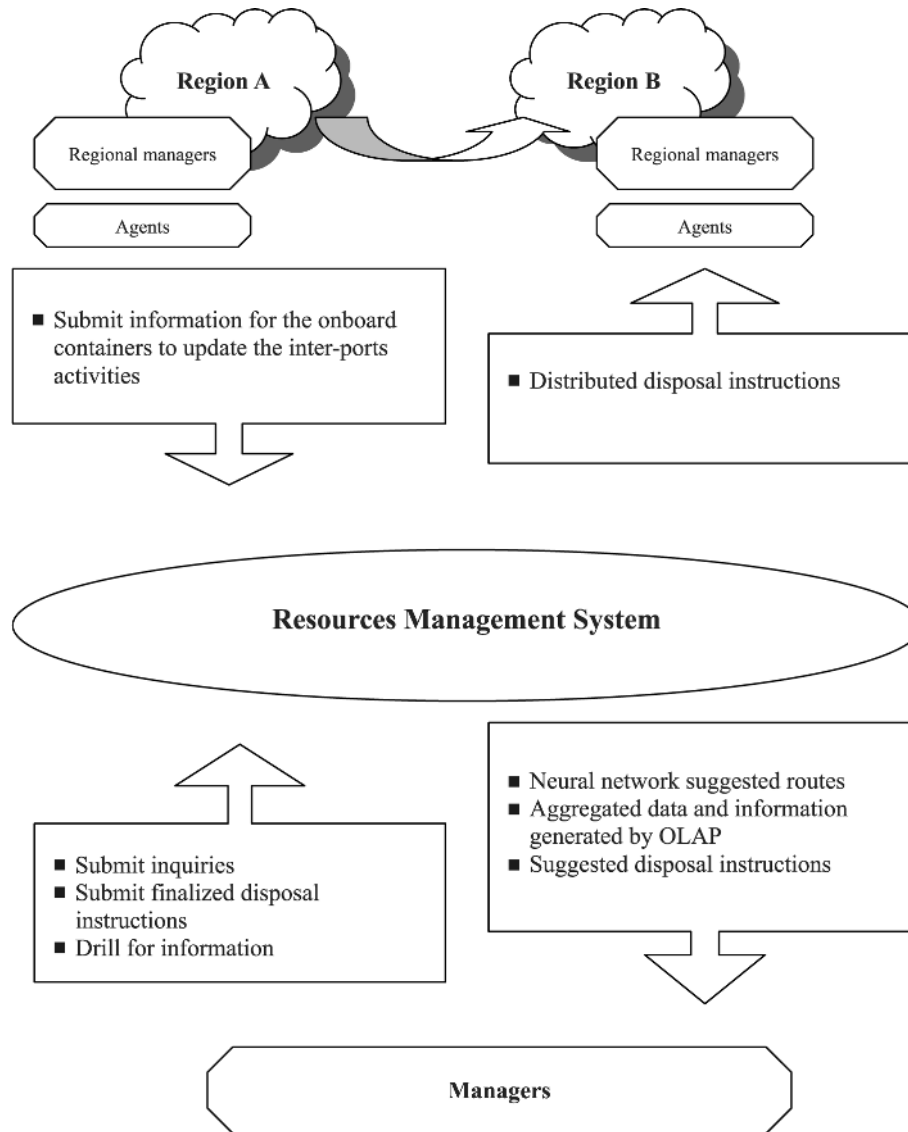 Region A
Region B
Regional managers
Regional managers
Agents
Agents
■ Submit information for the onboard
containers to update the inter-ports
activities
■ Distributed disposal instructions
Resources Management System
■ Neural network suggested routes
■ Aggregated data and information
generated by OLAP
■ Suggested disposal instructions
■ Submit inquiries
■ Submit finalized disposal
instructions
■ Drill for information
Managers